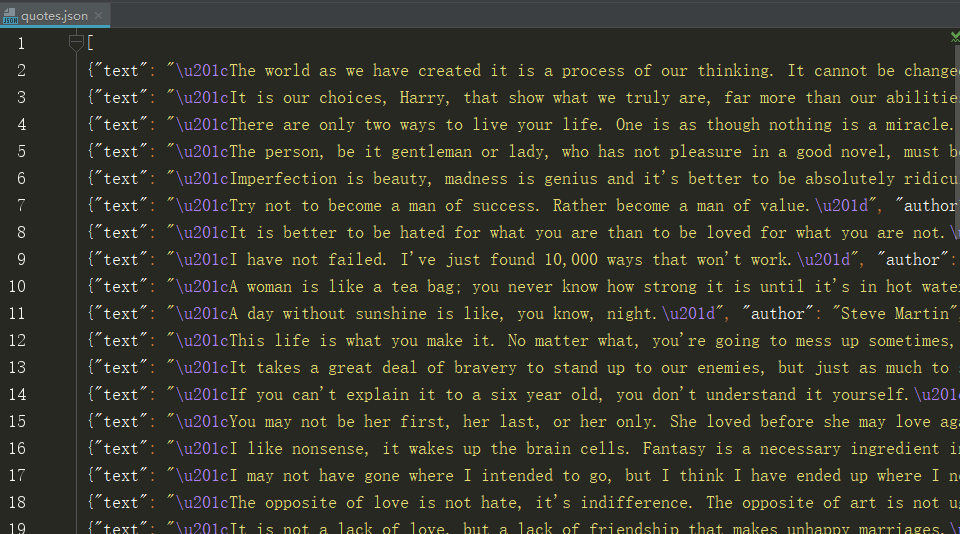 quotes.json
1 [
2 {"text": "\u201cThe world as we have created it is a process of our thinking. It cannot be change
3 {"text": "\u201cIt is our choices, Harry, that show what we truly are, far more than our abilitie
4 {"text": "\u201cThere are only two ways to live your life. One is as though nothing is a miracle.
5 {"text": "\u201cThe person, be it gentleman or lady, who has not pleasure in a good novel, must b
6 {"text": "\u201cImperfection is beauty, madness is genius and it's better to be absolutely ridicu
7 {"text": "\u201cTry not to become a man of success. Rather become a man of value.\u201d", "author"
8 {"text": "\u201cIt is better to be hated for what you are than to be loved for what you are not.\
9 {"text": "\u201cI have not failed. I've just found 10,000 ways that won't work.\u201d", "author":
10 {"text": "\u201cA woman is like a tea bag; you never know how strong it is until it's in hot wate
11 {"text": "\u201cA day without sunshine is like, you know, night.\u201d", "author": "Steve Martin"
12 {"text": "\u201cThis life is what you make it. No matter what, you're going to mess up sometimes,
13 {"text": "\u201cIt takes a great deal of bravery to stand up to our enemies, but just as much to
14 {"text": "\u201cIf you can't explain it to a six year old, you don't understand it yourself.\u201
15 {"text": "\u201cYou may not be her first, her last, or her only. She loved before she may love aga
16 {"text": "\u201cI like nonsense, it wakes up the brain cells. Fantasy is a necessary ingredient i
17 {"text": "\u201cI may not have gone where I intended to go, but I think I have ended up where I n
18 {"text": "\u201cThe opposite of love is not hate, it's indifference. The opposite of art is not u
19 {"text": "\u201cIt is not a lack of love, but a lack of friendship that makes unhappy marriages.\